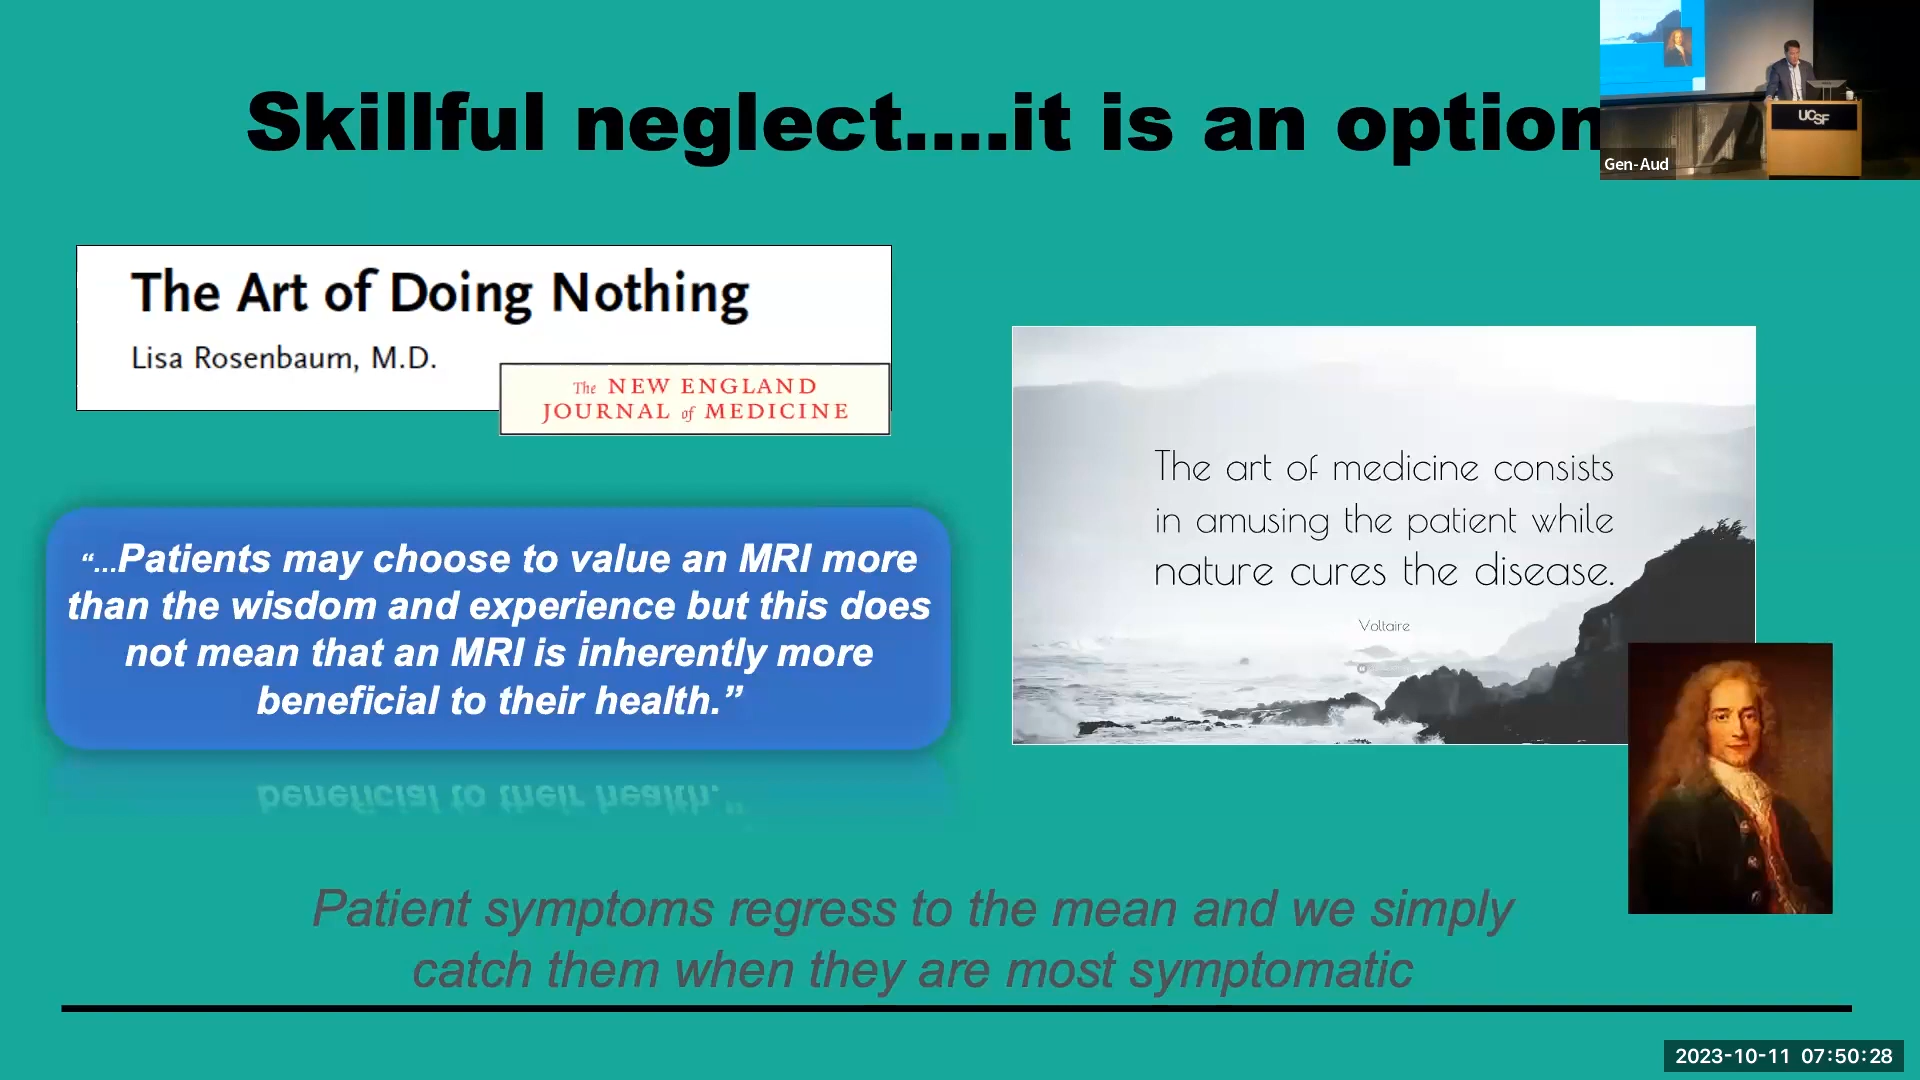 Skillful neglect....it is an option
UCSF
Gen-Aud
The Art of Doing Nothing
Lisa Rosenbaum, M.D.
The NEW ENGLAND
JOURNAL of MEDICINE
“...Patients may choose to value an MRI more
than the wisdom and experience but this does
not mean that an MRI is inherently more
beneficial to their health.”
The art of medicine consists
in amusing the patient while
nature cures the disease.
Voltaire
Patient symptoms regress to the mean and we simply
catch them when they are most symptomatic
2023-10-11 07:50:28